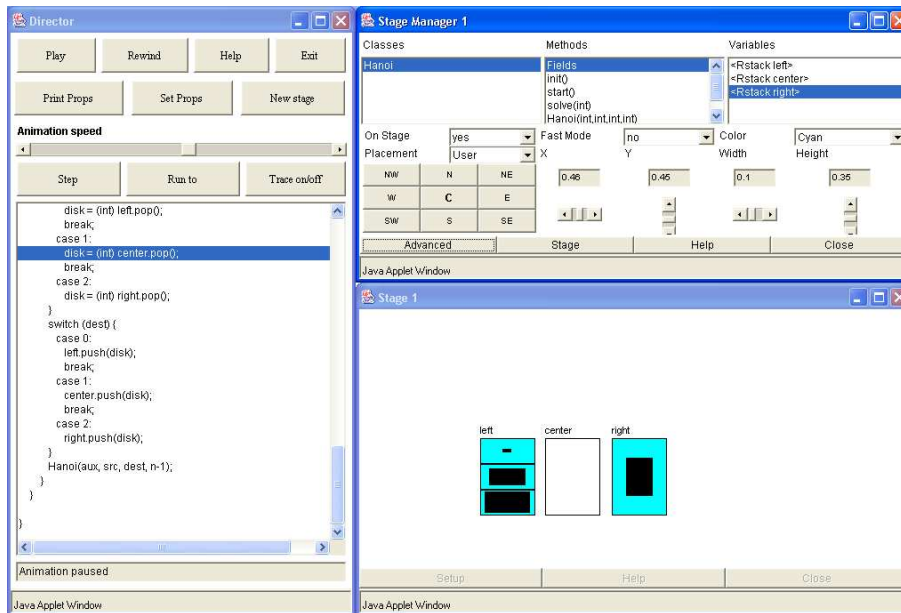 Director
Play Rewind Help Exit
Print Props Set Props New stage
Animation speed
Step Run to Trace on/off
disk = (int) left.pop();
break;
case 1:
disk = (int) center.pop();
break;
case 2:
disk = (int) right.pop();
}
switch (dest) {
case 0:
left.push(disk);
break;
case 1:
center.push(disk);
break;
case 2:
right.push(disk);
}
Hanoi(aux, src, dest, n-1);
}
}
}
Animation paused
Java Applet Window
Stage Manager 1
Classes Methods Variables
Hanoi Fields <Rstack left>
init() <Rstack center>
start() <Rstack right>
solve(int)
Hanoi(int,int,int,int)
On Stage yes Fast Mode no Color Cyan
Placement User X Y Width Height
NW N NE 0.46 0.45 0.1 0.35
W C E
SW S SE
Advanced Stage Help Close
Java Applet Window
Stage 1
left center right
Setup Help Close
Java Applet Window